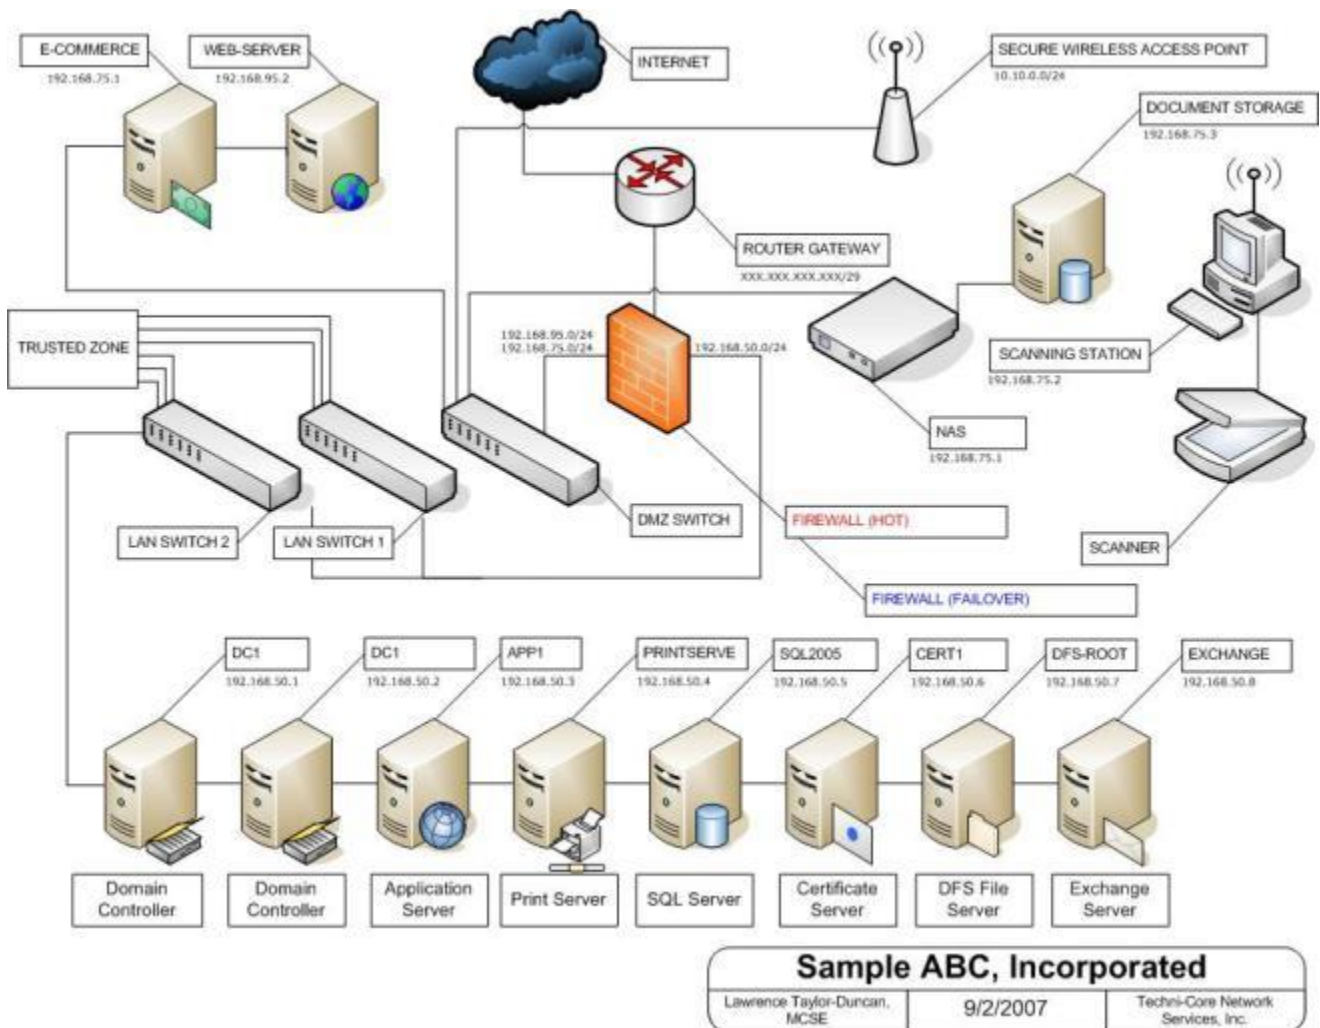 E-COMMERCE
192.168.75.1
WEB-SERVER
192.168.95.2
INTERNET
SECURE WIRELESS ACCESS POINT
10.10.0.0/24
DOCUMENT STORAGE
192.168.75.3
ROUTER GATEWAY
XXX.XXX.XXX.XXX/29
TRUSTED ZONE
192.168.95.0/24
192.168.75.0/24
192.168.50.0/24
SCANNING STATION
192.168.75.2
NAS
192.168.75.1
LAN SWITCH 2
LAN SWITCH 1
DMZ SWITCH
FIREWALL (HOT)
SCANNER
FIREWALL (FAILOVER)
DC1
192.168.50.1
DC1
192.168.50.2
APP1
192.168.50.3
PRINTSERVE
192.168.50.4
SQL2005
192.168.50.5
CERT1
192.168.50.6
DFS-ROOT
192.168.50.7
EXCHANGE
192.168.50.8
Domain
Controller
Domain
Controller
Application
Server
Print Server
SQL Server
Certificate
Server
DFS File
Server
Exchange
Server
Sample ABC, Incorporated
Lawrence Taylor-Duncan,
MCSE
9/2/2007
Techni-Core Network
Services, Inc.